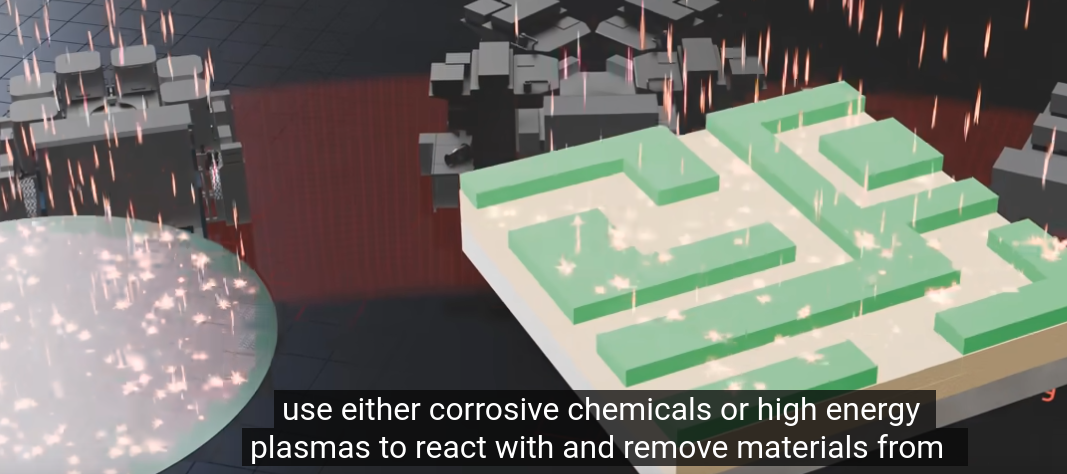 use either corrosive chemicals or high energy
plasmas to react with and remove materials from